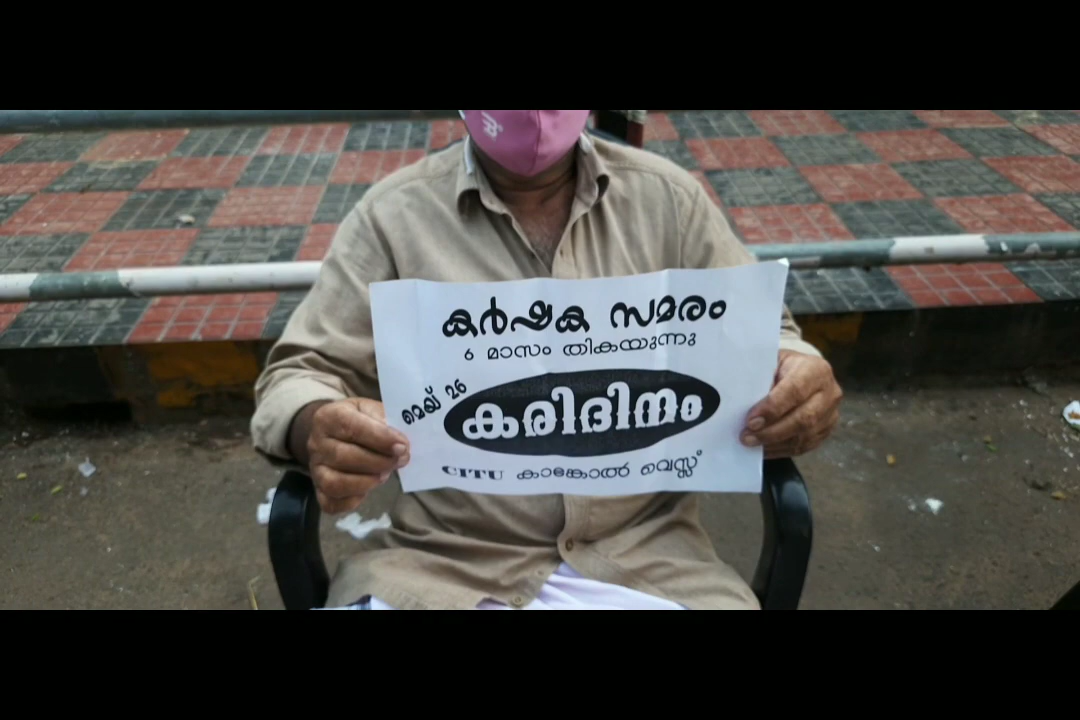 കർഷക സമരം
6 മാസം തികയുന്നു
മെയ് 26
കരിദിനം
CITU കാങ്കോൽ വെസ്റ്റ്